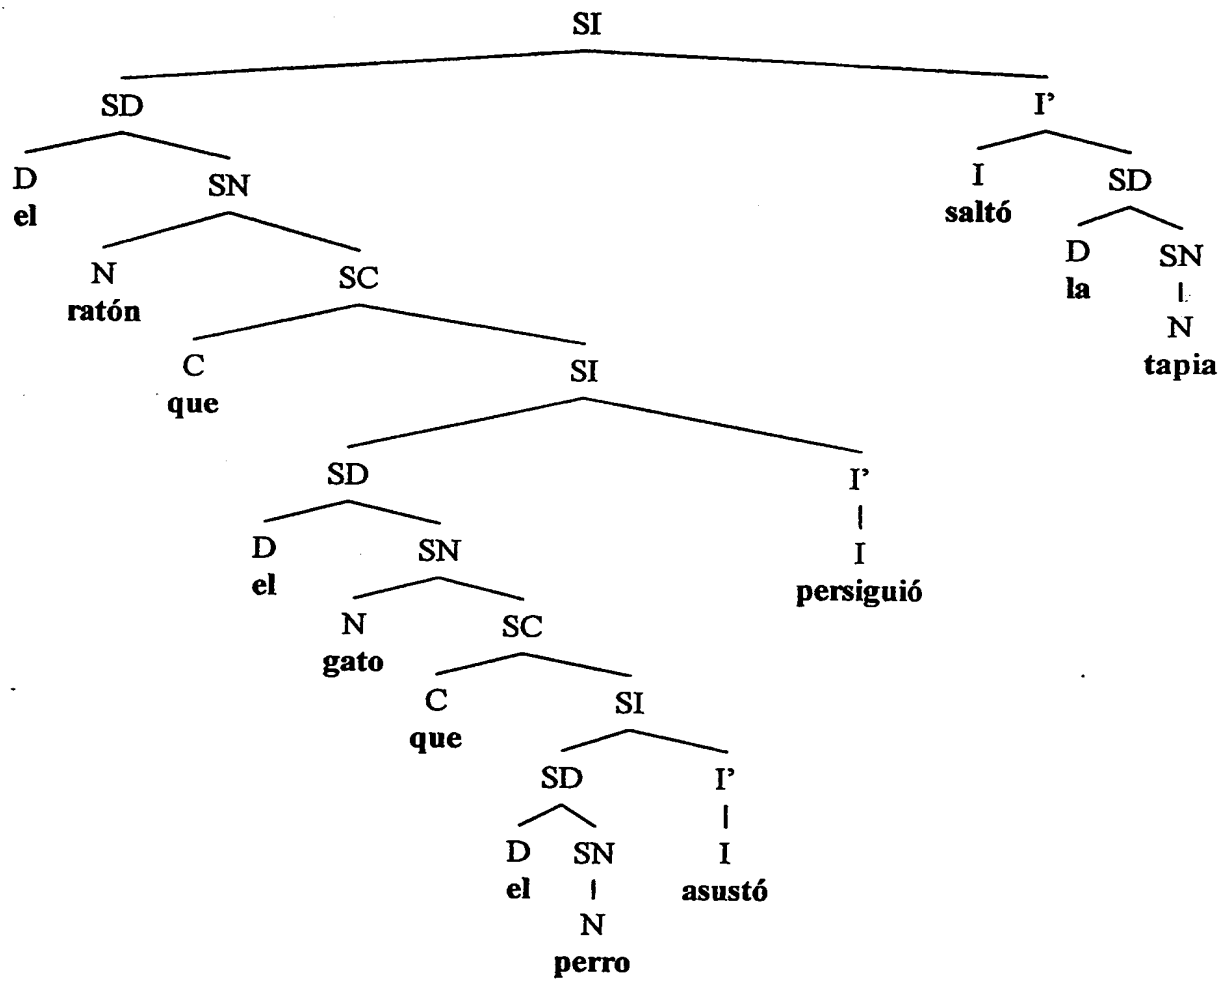 SI
SD I’
D SN I SD
el saltó
N SC D SN
ratón la
N
C SI tapia
que
SD I’
D SN I
el persiguió
N SC
gato
C SI
que
SD I’
D SN I
el asustó
N
perro